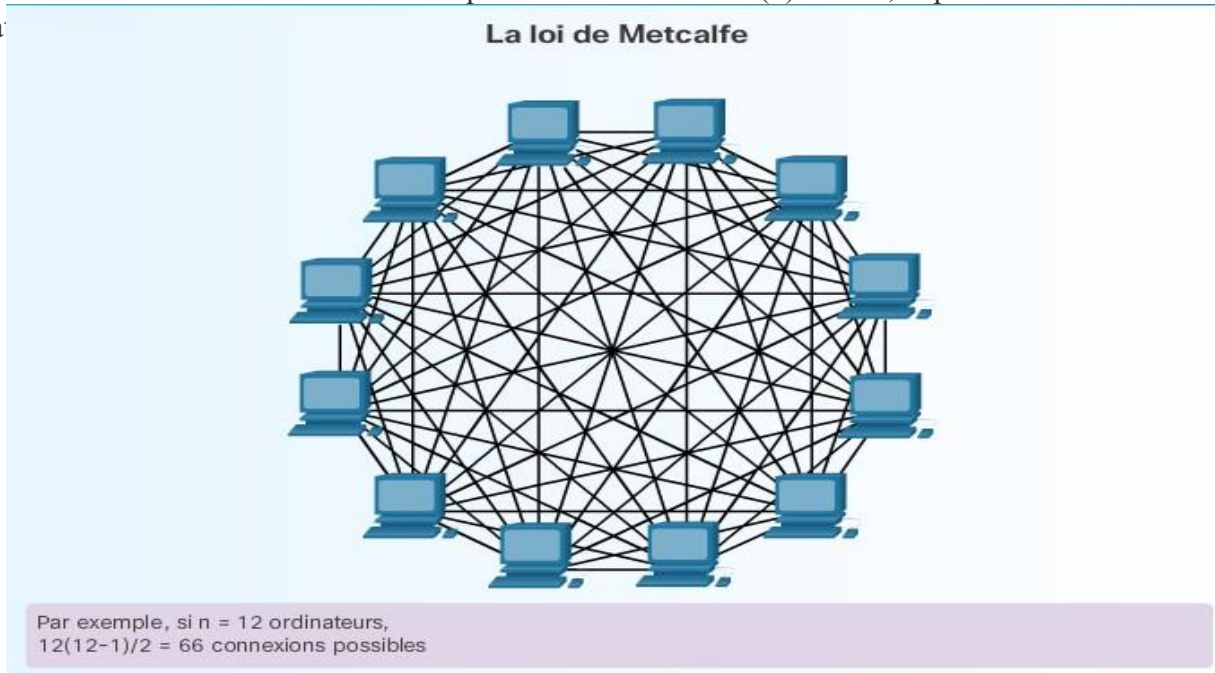 La loi de Metcalfe
Par exemple, si n = 12 ordinateurs,
12(12-1)/2 = 66 connexions possibles